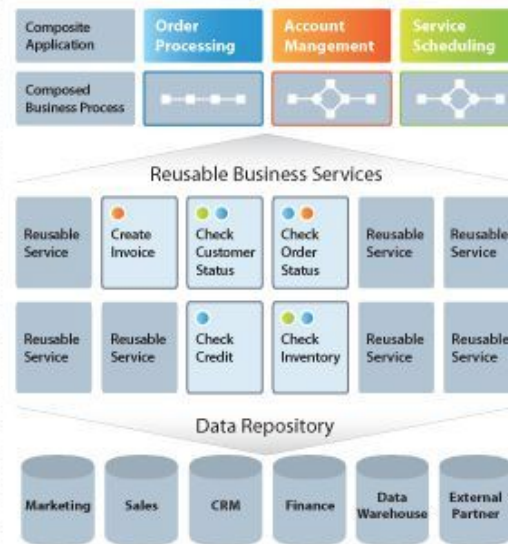 Composite
Application
Order
Processing
Account
Mangement
Service
Scheduling
Composed
Business Process
Reusable Business Services
Reusable
Service
Create
Invoice
Check
Customer
Status
Check
Order
Status
Reusable
Service
Reusable
Service
Reusable
Service
Reusable
Service
Check
Credit
Check
Inventory
Reusable
Service
Reusable
Service
Data Repository
Marketing
Sales
CRM
Finance
Data
Warehouse
External
Partner